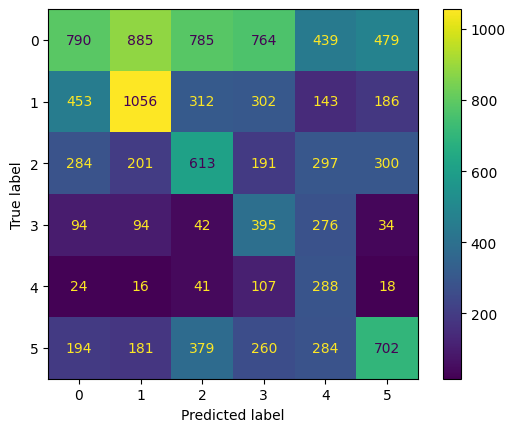 0 790 885 785 764 439 479
1 453 1056 312 302 143 186
2 284 201 613 191 297 300
3 94 94 42 395 276 34
4 24 16 41 107 288 18
5 194 181 379 260 284 702
0 1 2 3 4 5
Predicted label
True label
1000
800
600
400
200